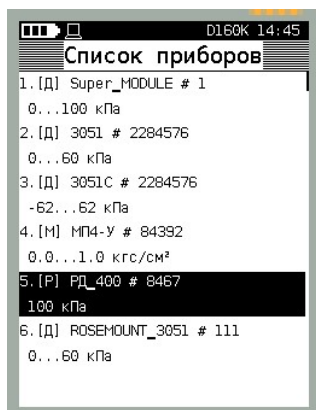 D160K 14:45
Список приборов
1.[Д] Super_MODULE # 1
0...100 кПа
2.[Д] 3051 # 2284576
0...60 кПа
3.[Д] 3051C # 2284576
-62...62 кПа
4.[М] МП4-У # 84392
0.0...1.0 кгс/см²
5.[Р] РД_400 # 8467
100 кПа
6.[Д] ROSEMOUNT_3051 # 111
0...60 кПа